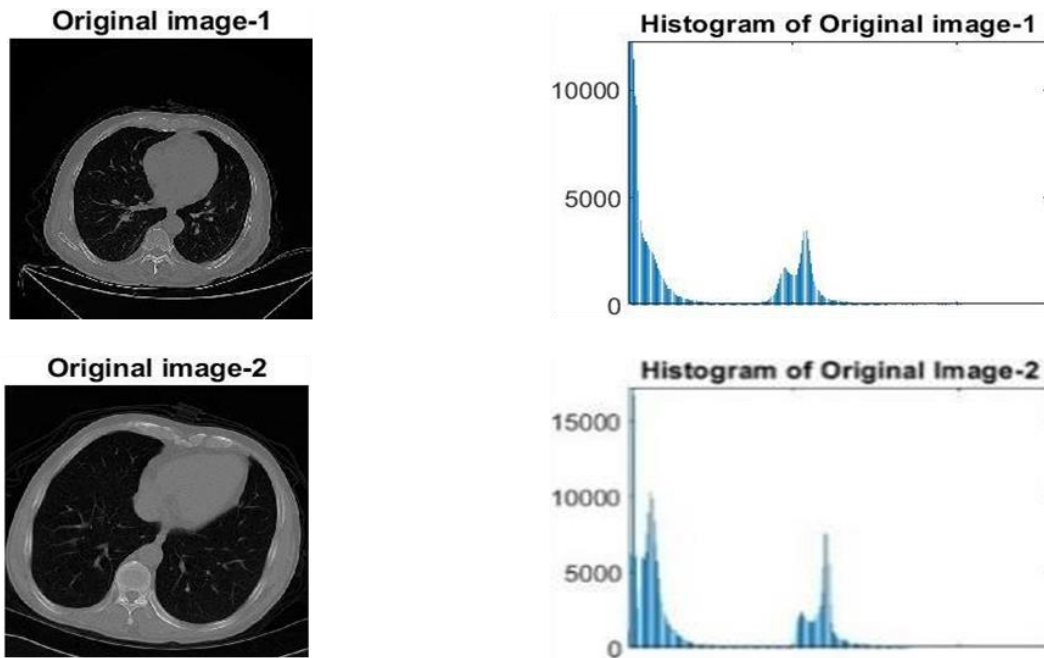 Original image-1
Histogram of Original image-1
10000
5000
0
Original image-2
Histogram of Original Image-2
15000
10000
5000
0